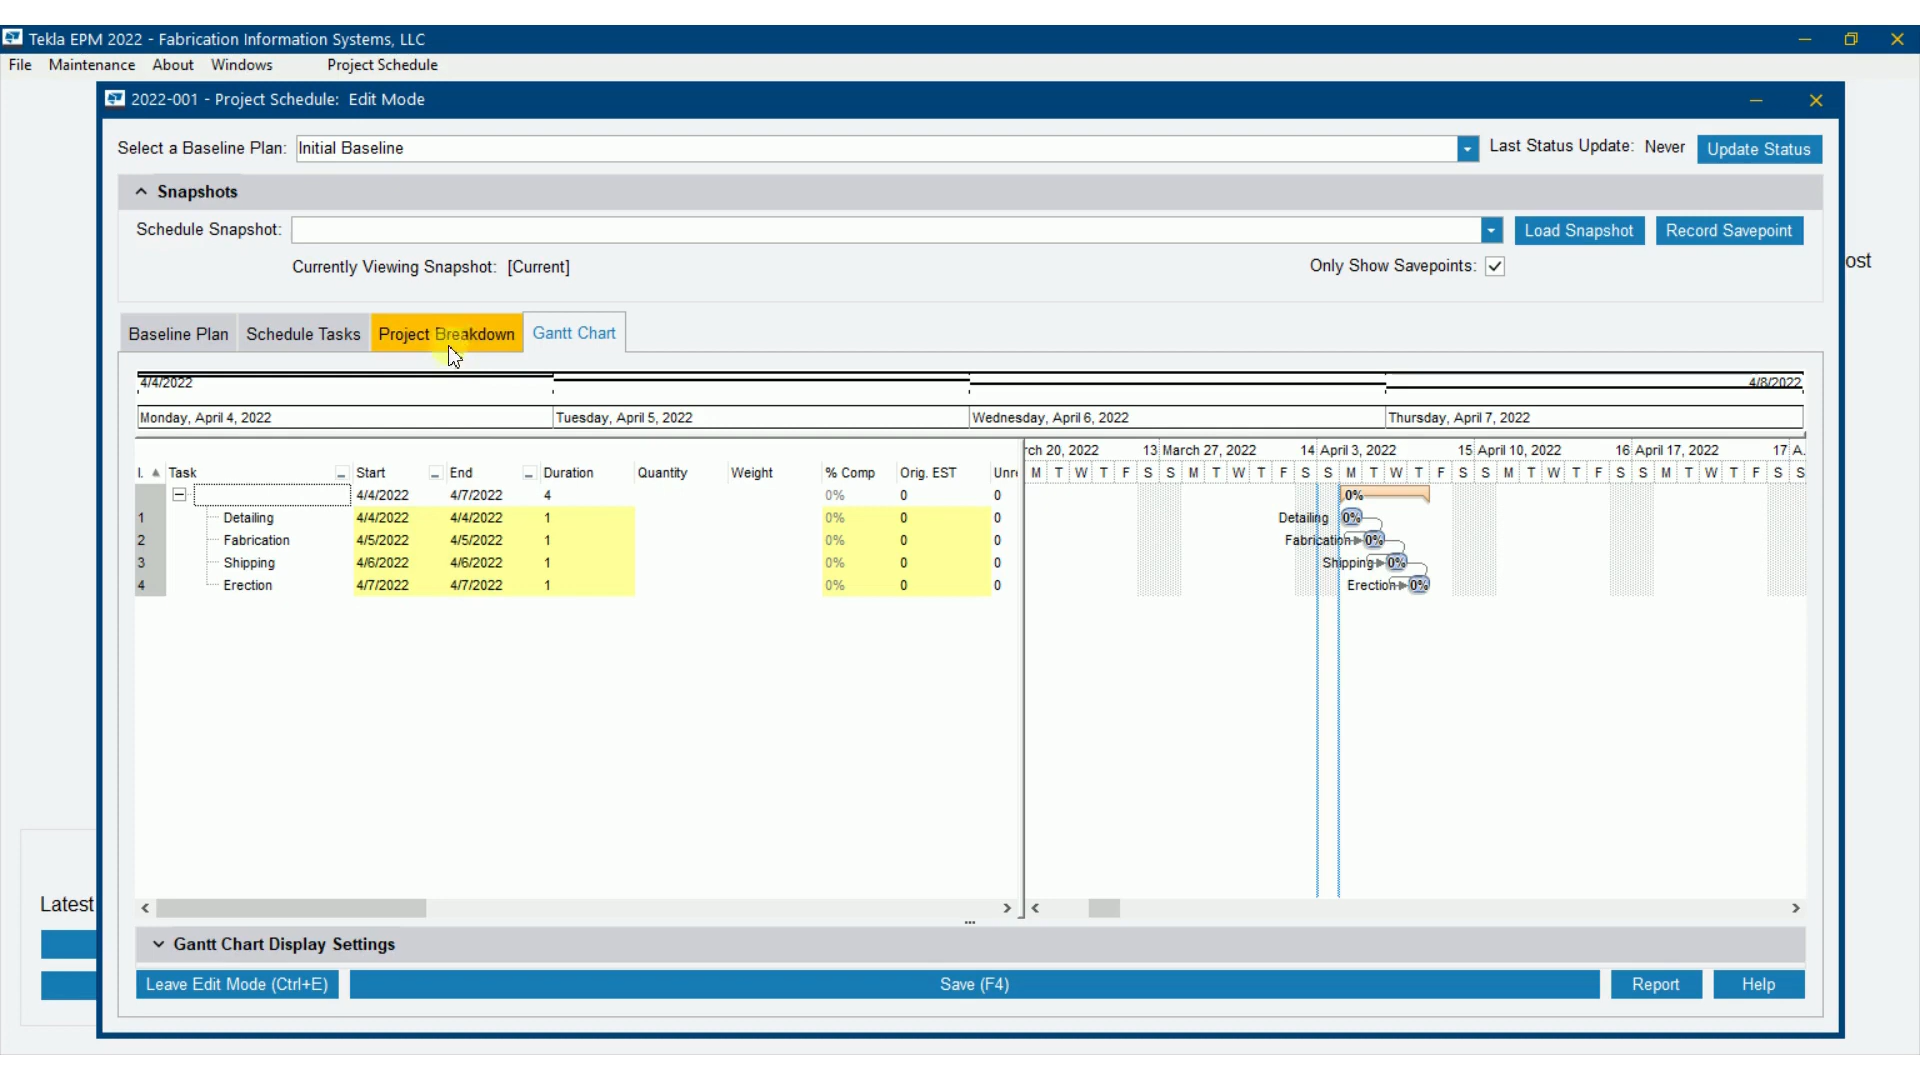 Tekla EPM 2022 - Fabrication Information Systems, LLC
File Maintenance About Windows Project Schedule
2022-001 - Project Schedule: Edit Mode
Select a Baseline Plan: Initial Baseline Last Status Update: Never Update Status
Snapshots
Schedule Snapshot: Load Snapshot Record Savepoint
Currently Viewing Snapshot: [Current] Only Show Savepoints:
ost
Baseline Plan Schedule Tasks Project Breakdown Gantt Chart
4/4/2022 4/8/2022
Monday, April 4, 2022 Tuesday, April 5, 2022 Wednesday, April 6, 2022 Thursday, April 7, 2022
rch 20, 2022 13 March 27, 2022 14 April 3, 2022 15 April 10, 2022 16 April 17, 2022 17 A.
I. Task Start End Duration Quantity Weight % Comp Orig. EST Unr M T W T F S S M T W T F S S M T W T F S S M T W T F S S M T W T F S S
4/4/2022 4/7/2022 4 0% 0 0 0%
1 Detailing 4/4/2022 4/4/2022 1 0% 0 0 Detailing 0%
2 Fabrication 4/5/2022 4/5/2022 1 0% 0 0 Fabrication 0%
3 Shipping 4/6/2022 4/6/2022 1 0% 0 0 Shipping 0%
4 Erection 4/7/2022 4/7/2022 1 0% 0 0 Erection 0%
Latest
Gantt Chart Display Settings
Leave Edit Mode (Ctrl+E) Save (F4) Report Help